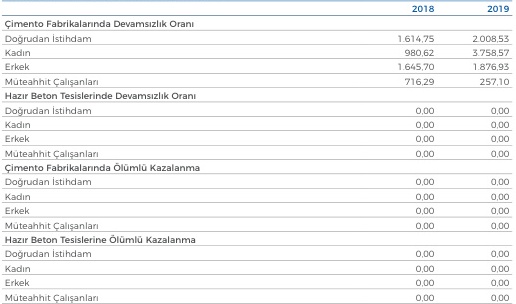 2018 2019
Çimento Fabrikalarında Devamsızlık Oranı
Doğrudan İstihdam 1.614,75 2.008,53
Kadın 980,62 3.758,57
Erkek 1.645,70 1.876,93
Müteahhit Çalışanları 716,29 257,10
Hazır Beton Tesislerinde Devamsızlık Oranı
Doğrudan İstihdam 0,00 0,00
Kadın 0,00 0,00
Erkek 0,00 0,00
Müteahhit Çalışanları 0,00 0,00
Çimento Fabrikalarında Ölümlü Kazalanma
Doğrudan İstihdam 0,00 0,00
Kadın 0,00 0,00
Erkek 0,00 0,00
Müteahhit Çalışanları 0,00 0,00
Hazır Beton Tesislerine Ölümlü Kazalanma
Doğrudan İstihdam 0,00 0,00
Kadın 0,00 0,00
Erkek 0,00 0,00
Müteahhit Çalışanları 0,00 0,00